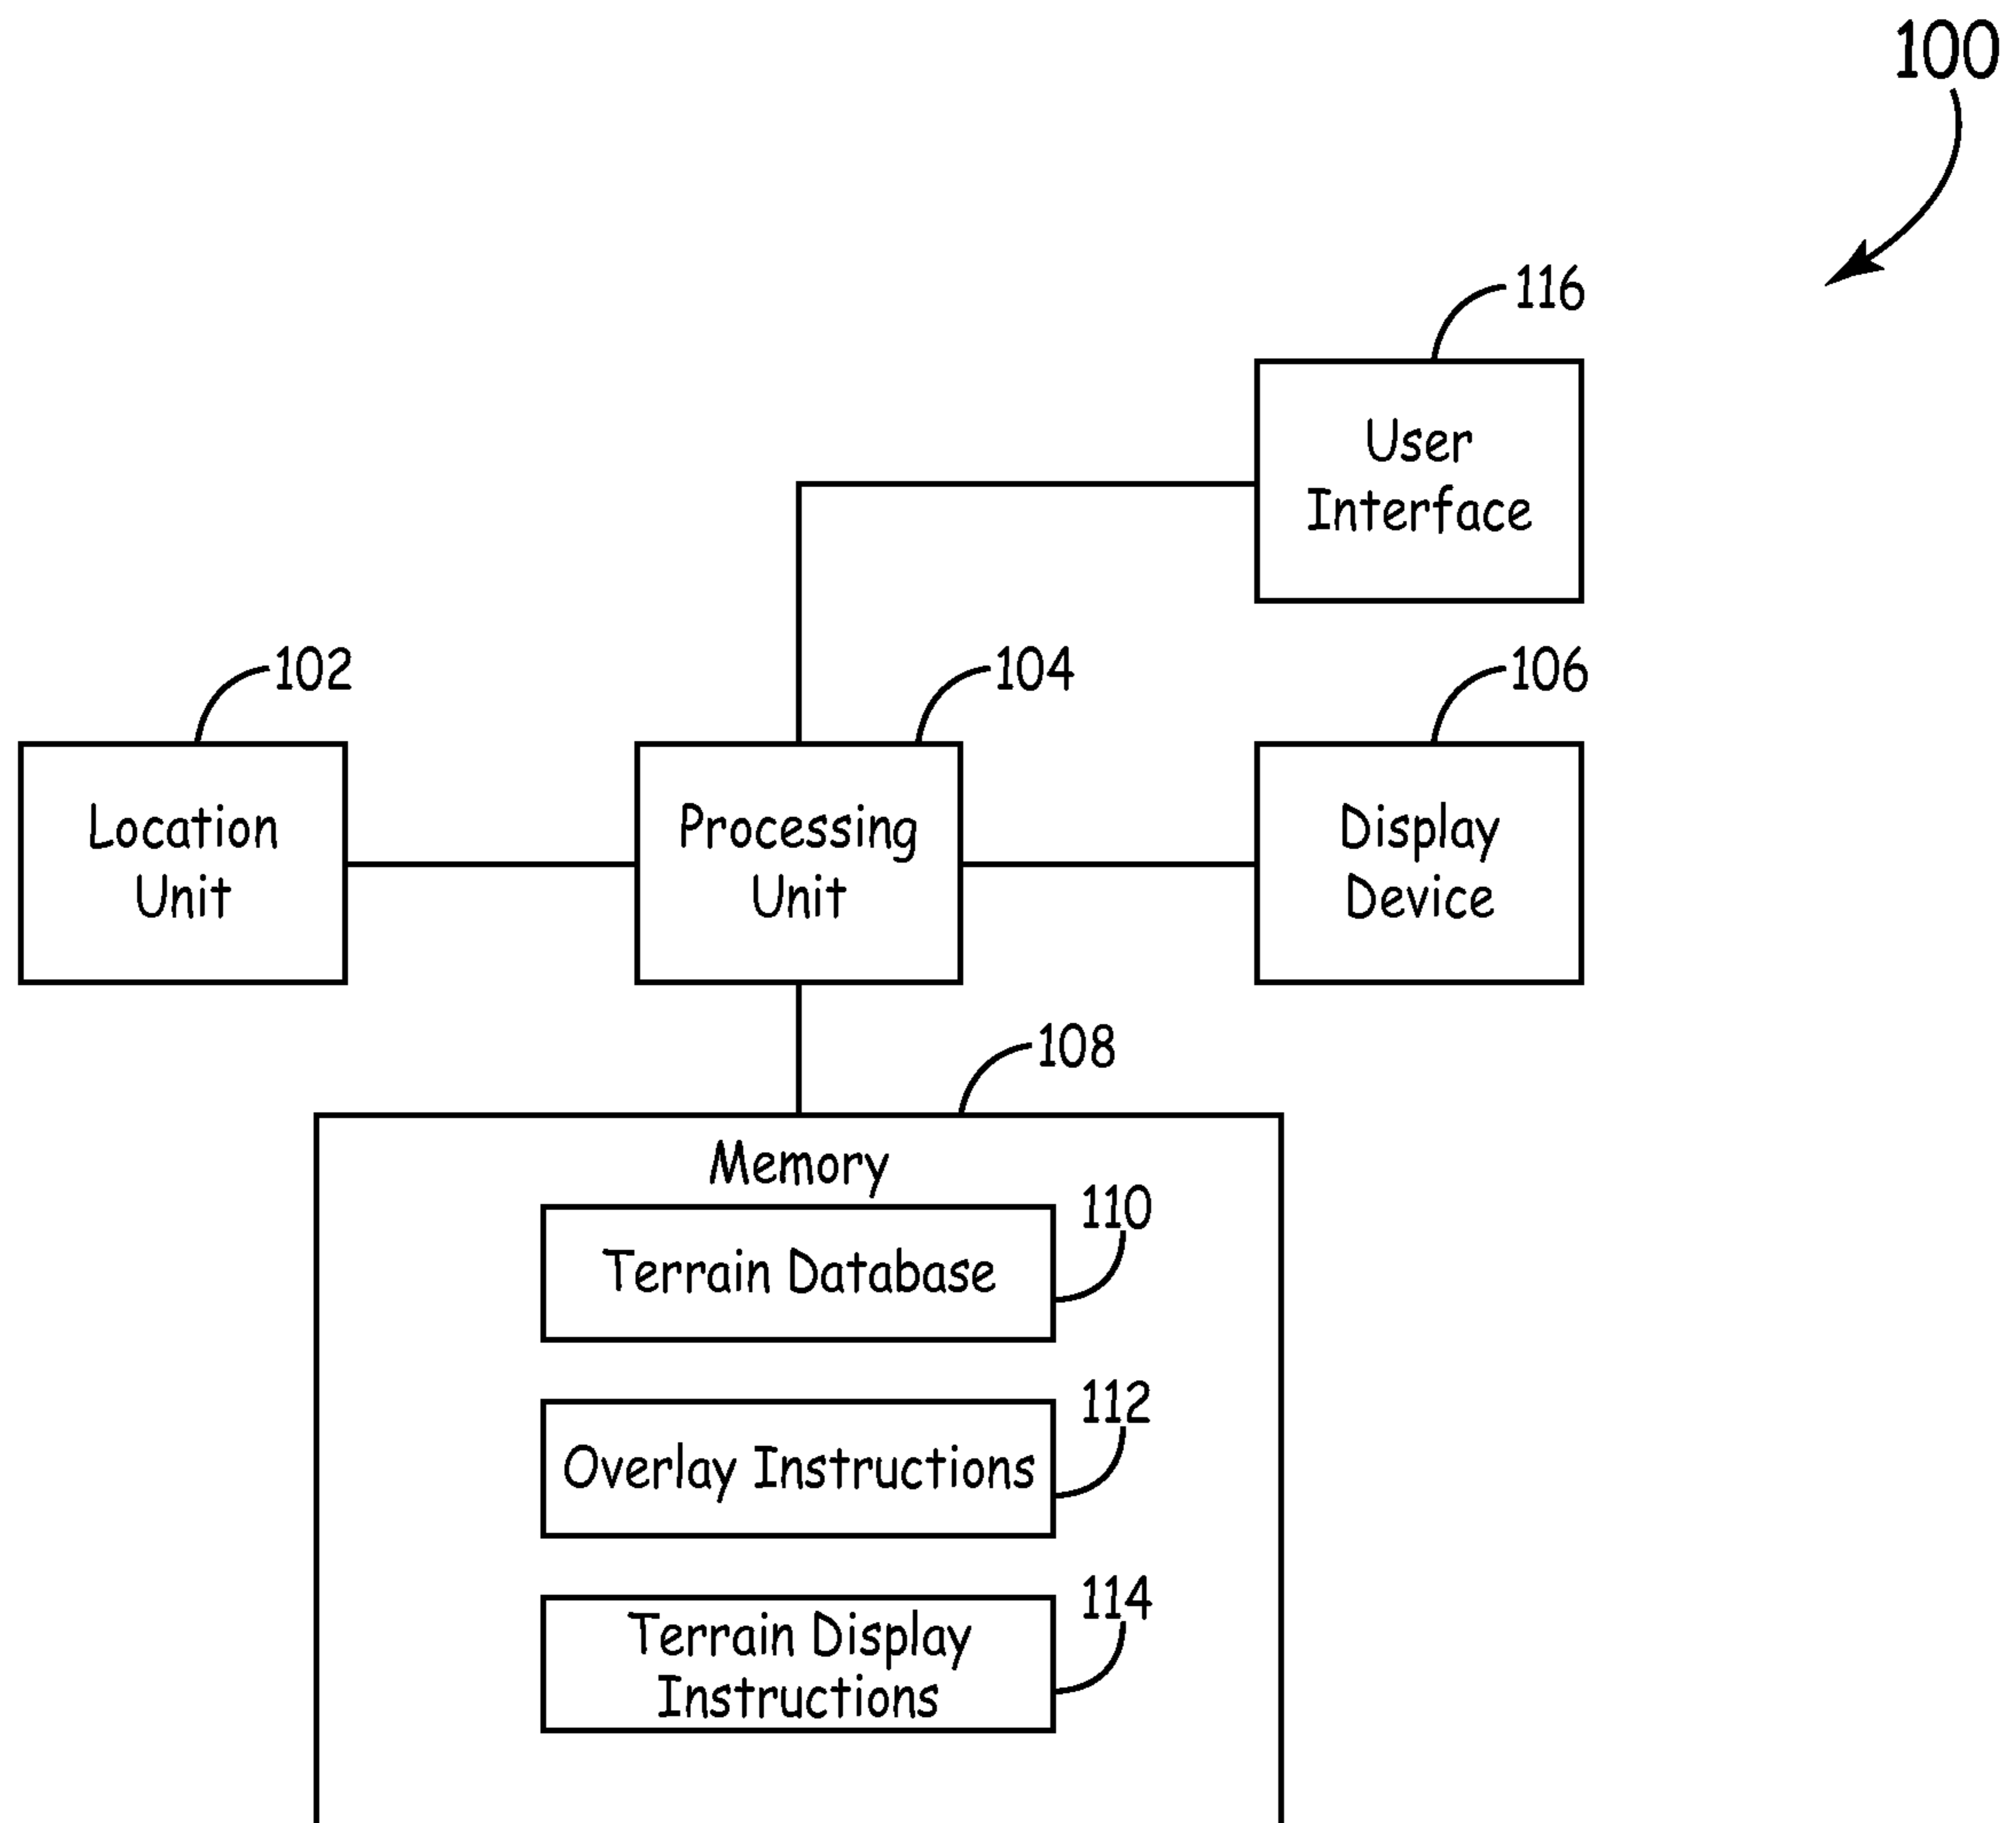 100
116
User
Interface
102
104
106
Location
Unit
Processing
Unit
Display
Device
108
Memory
110
Terrain Database
112
Overlay Instructions
114
Terrain Display
Instructions